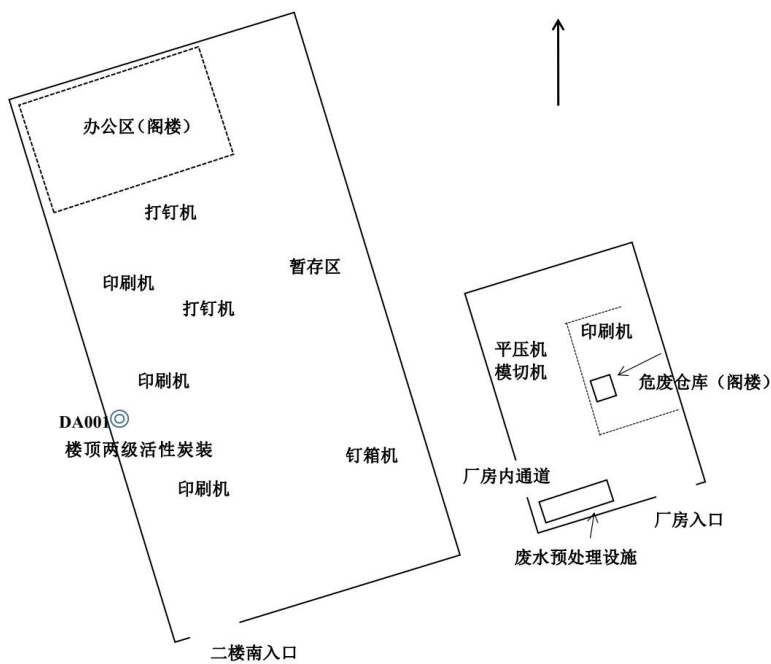 办公区（阁楼）
打钉机
暂存区
印刷机
打钉机
印刷机
DA001
楼顶两级活性炭装
钉箱机
印刷机
二楼南入口
印刷机
平压机
模切机
危废仓库（阁楼）
厂房内通道
厂房入口
废水预处理设施